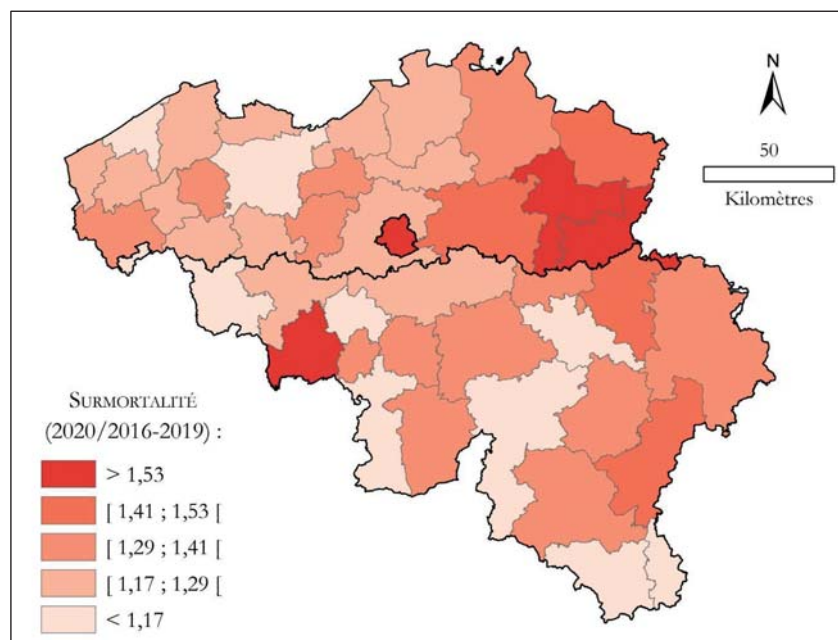 N
50
Kilomètres
SURMORTALITÉ
(2020/2016-2019) :
> 1,53
[ 1,41 ; 1,53 [
[ 1,29 ; 1,41 [
[ 1,17 ; 1,29 [
< 1,17